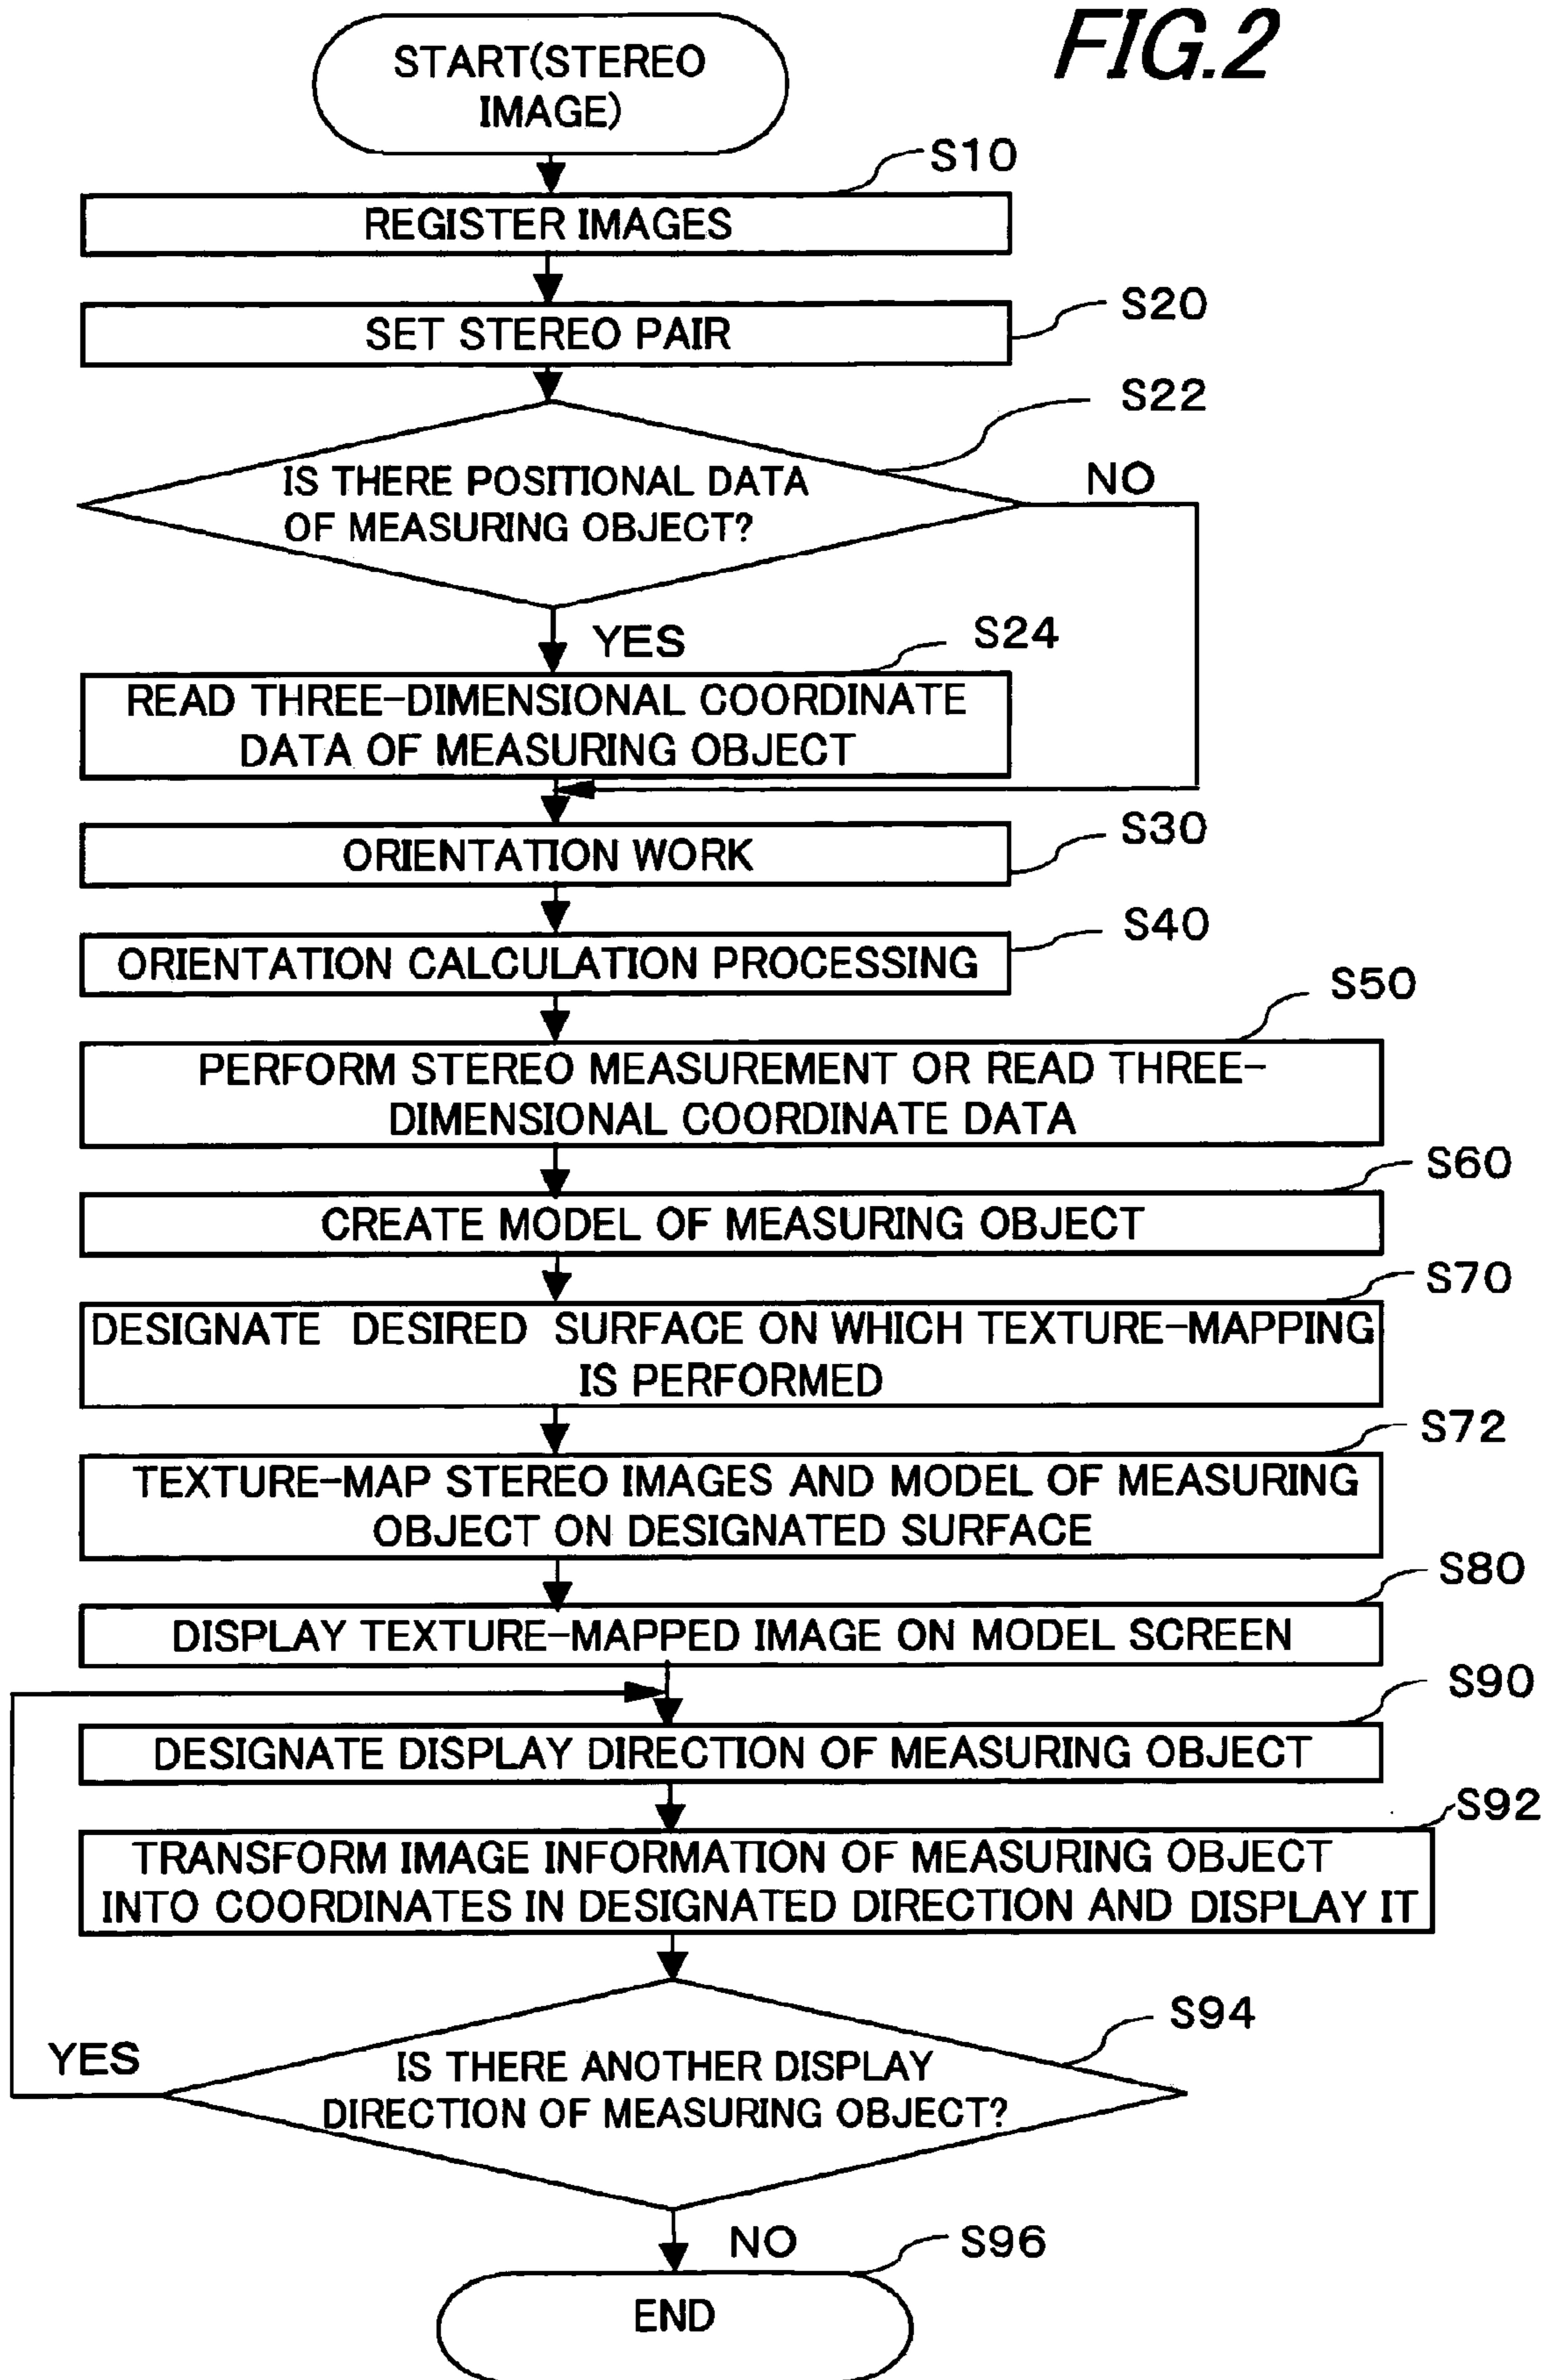 FIG.2
START(STEREO
IMAGE)
S10
REGISTER IMAGES
S20
SET STEREO PAIR
S22
IS THERE POSITIONAL DATA
OF MEASURING OBJECT?
NO
YES
S24
READ THREE-DIMENSIONAL COORDINATE
DATA OF MEASURING OBJECT
S30
ORIENTATION WORK
S40
ORIENTATION CALCULATION PROCESSING
S50
PERFORM STEREO MEASUREMENT OR READ THREE-
DIMENSIONAL COORDINATE DATA
S60
CREATE MODEL OF MEASURING OBJECT
S70
DESIGNATE DESIRED SURFACE ON WHICH TEXTURE-MAPPING
IS PERFORMED
S72
TEXTURE-MAP STEREO IMAGES AND MODEL OF MEASURING
OBJECT ON DESIGNATED SURFACE
S80
DISPLAY TEXTURE-MAPPED IMAGE ON MODEL SCREEN
S90
DESIGNATE DISPLAY DIRECTION OF MEASURING OBJECT
S92
TRANSFORM IMAGE INFORMATION OF MEASURING OBJECT
INTO COORDINATES IN DESIGNATED DIRECTION AND DISPLAY IT
S94
YES
IS THERE ANOTHER DISPLAY
DIRECTION OF MEASURING OBJECT?
NO
S96
END